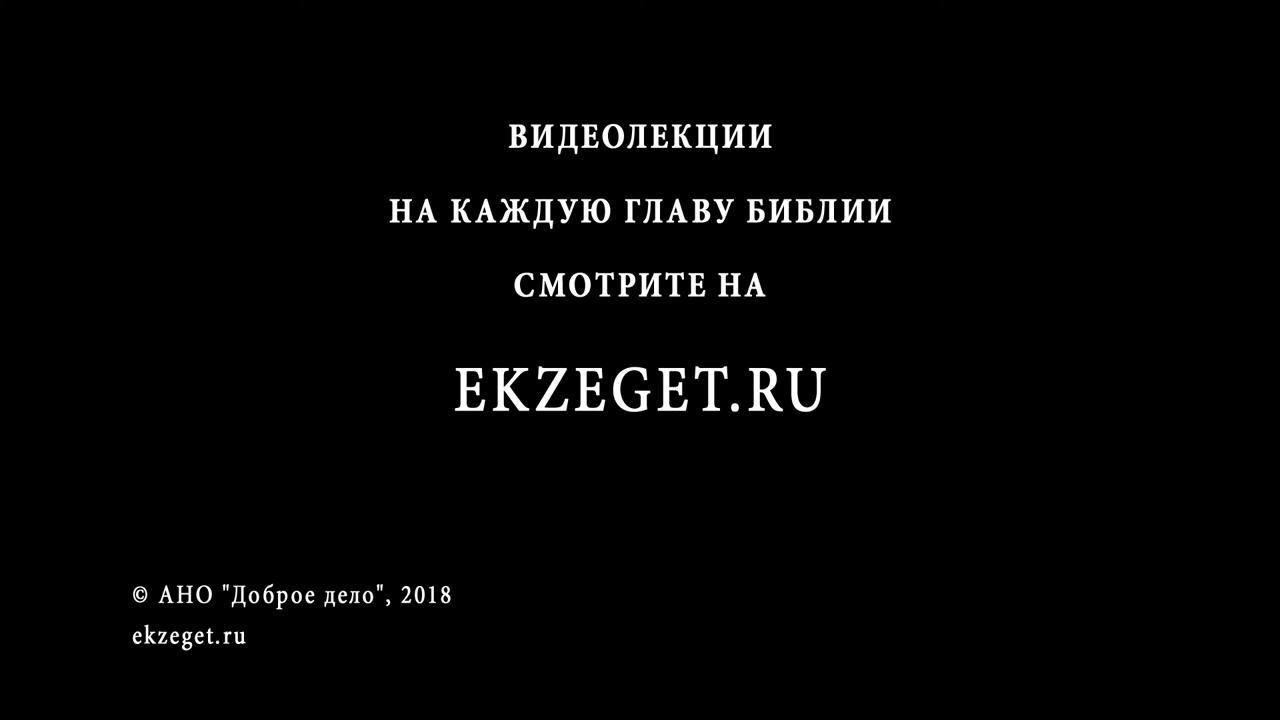 ВИДЕОЛЕКЦИИ
НА КАЖДУЮ ГЛАВУ БИБЛИИ
СМОТРИТЕ НА
EKZEGET.RU
© АНО "Доброе дело", 2018
ekzeget.ru